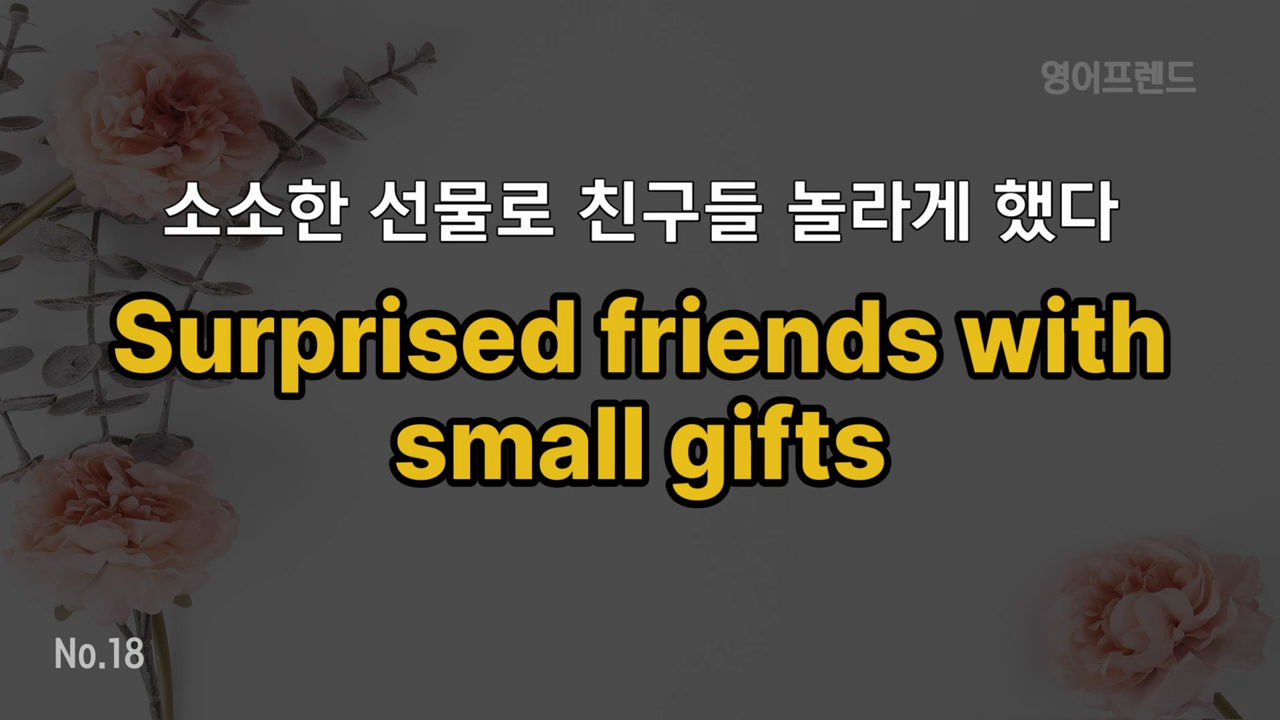 영어프렌드
소소한 선물로 친구들 놀라게 했다
Surprised friends with
small gifts
No.18